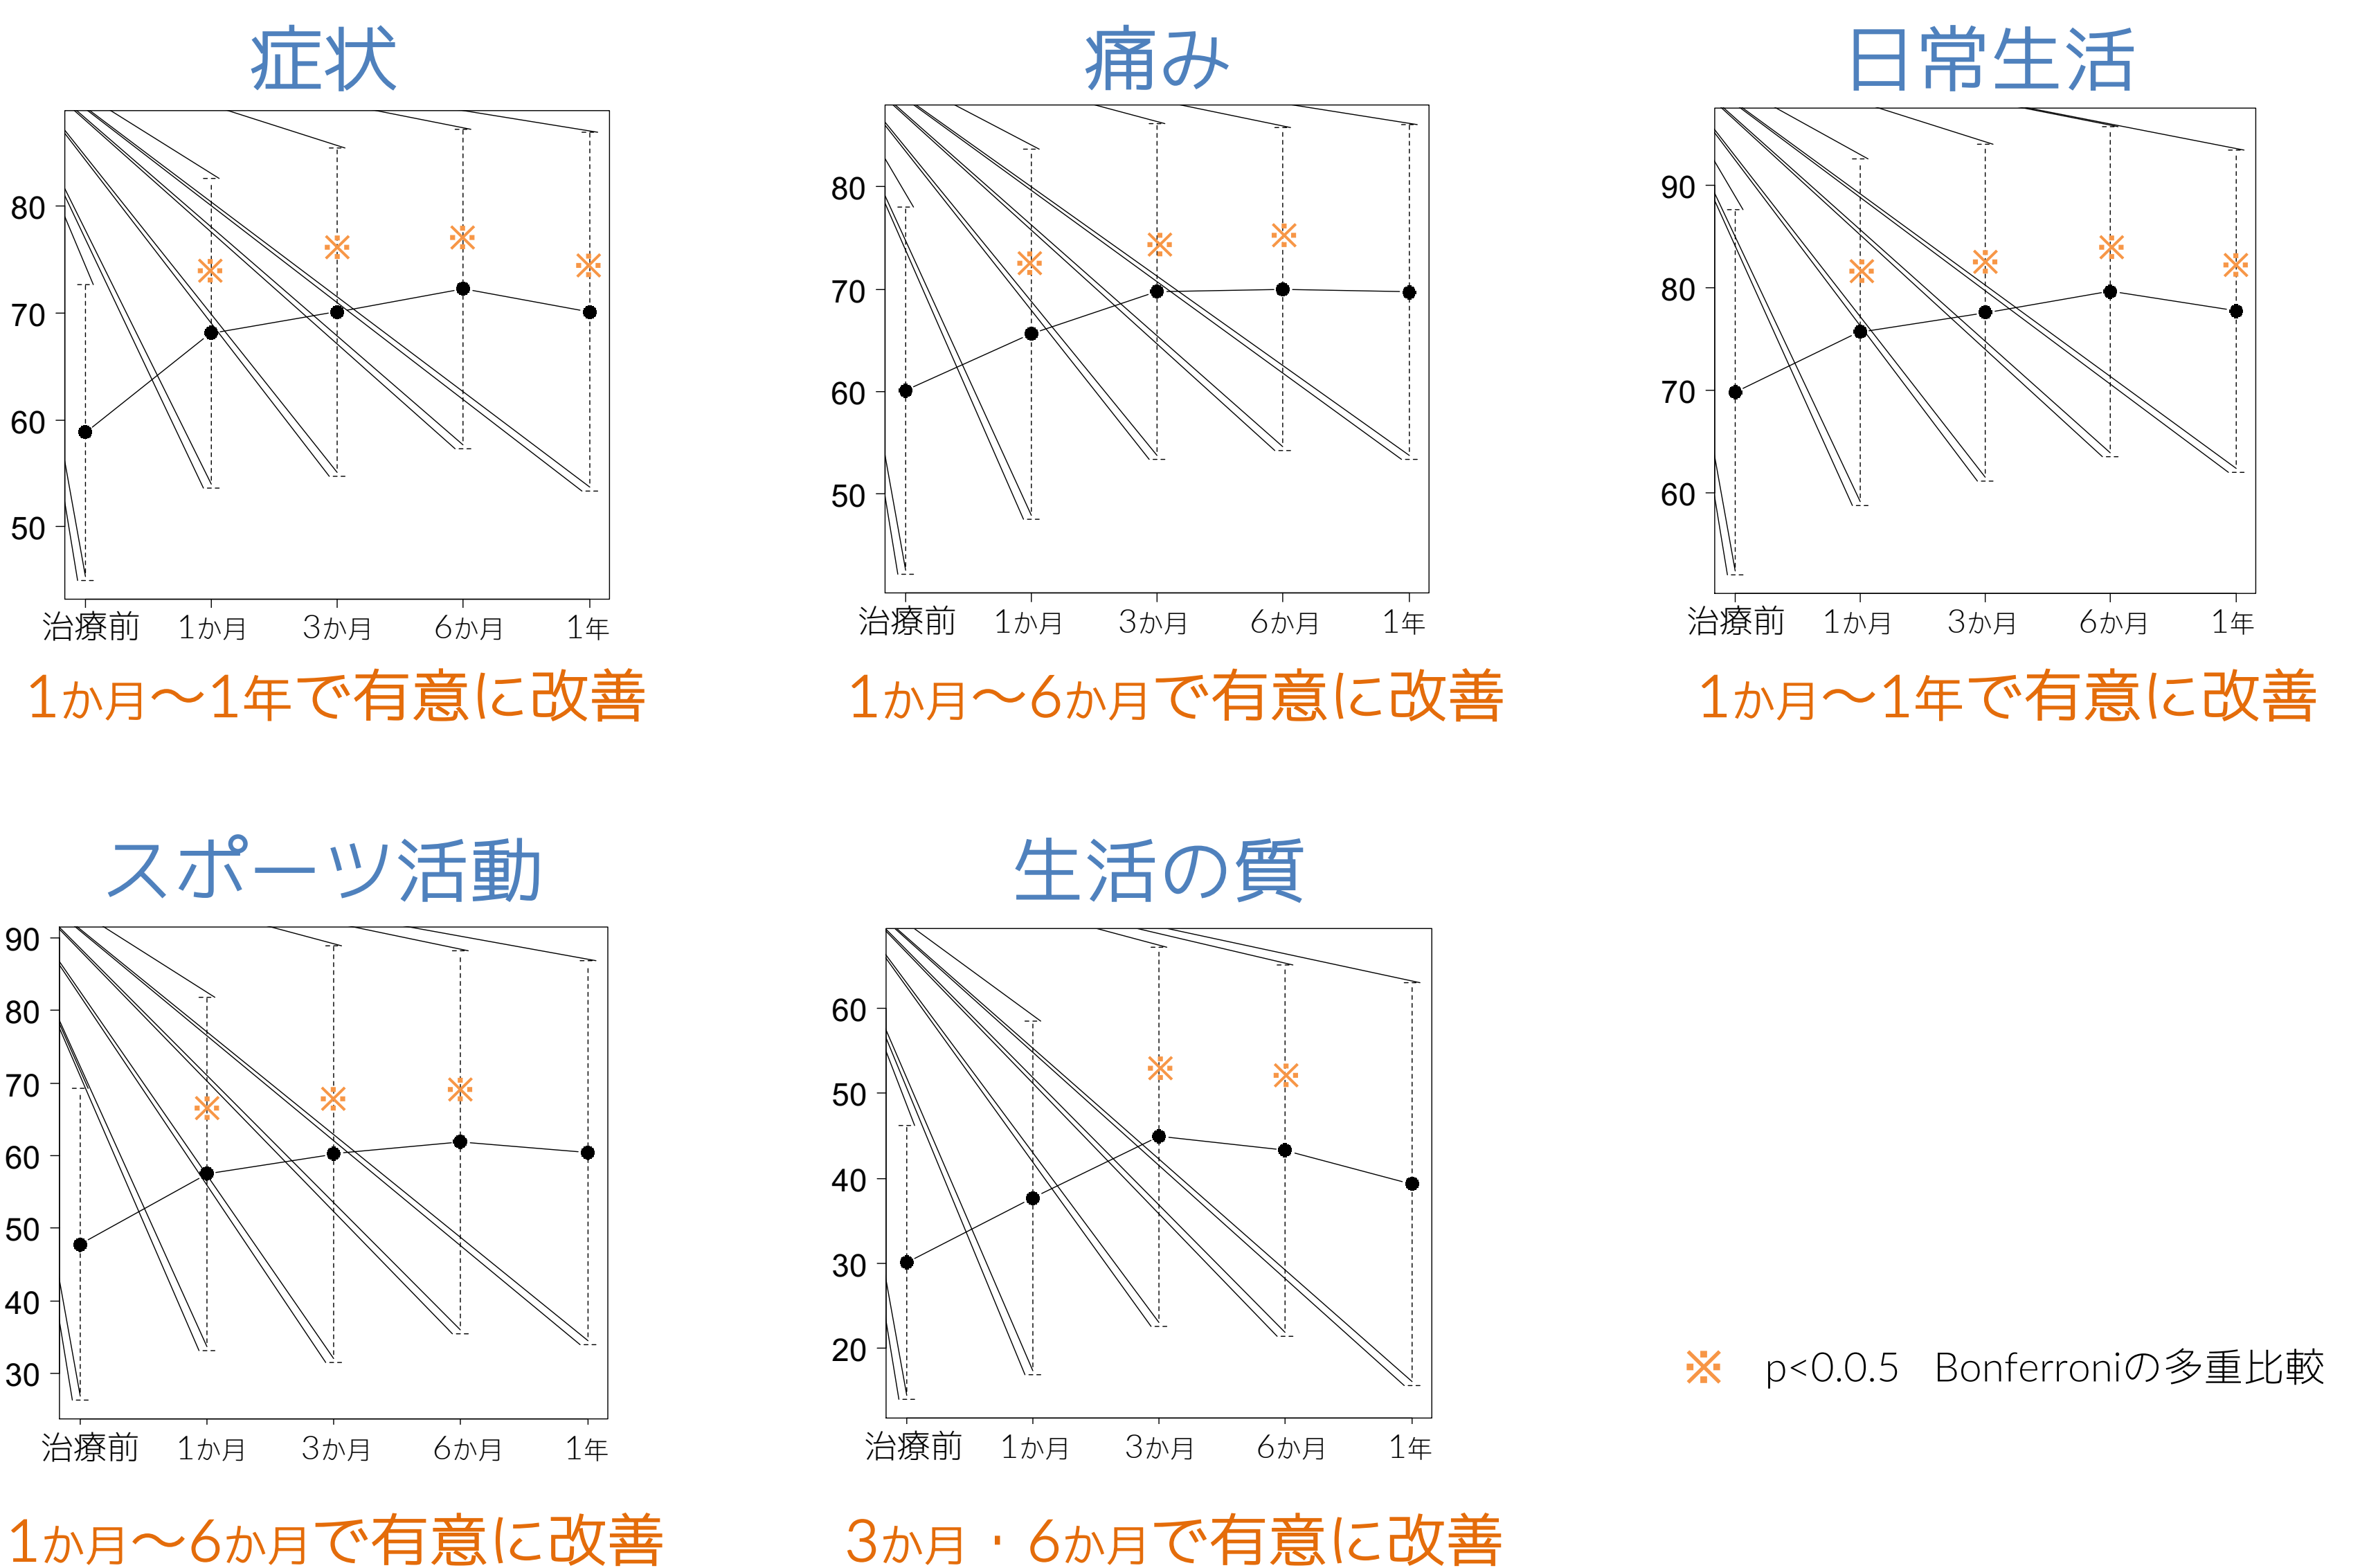 症状
80
70
60
50
治療前 1か月 3か月 6か月 1年
※ ※ ※ ※
1か月～1年で有意に改善
痛み
80
70
60
50
治療前 1か月 3か月 6か月 1年
※ ※ ※
1か月～6か月で有意に改善
日常生活
90
80
70
60
治療前 1か月 3か月 6か月 1年
※ ※ ※ ※
1か月～1年で有意に改善
スポーツ活動
90
80
70
60
50
40
30
治療前 1か月 3か月 6か月 1年
※ ※ ※
1か月～6か月で有意に改善
生活の質
60
50
40
30
20
治療前 1か月 3か月 6か月 1年
※ ※
3か月・6か月で有意に改善
※ p<0.0.5 Bonferroniの多重比較